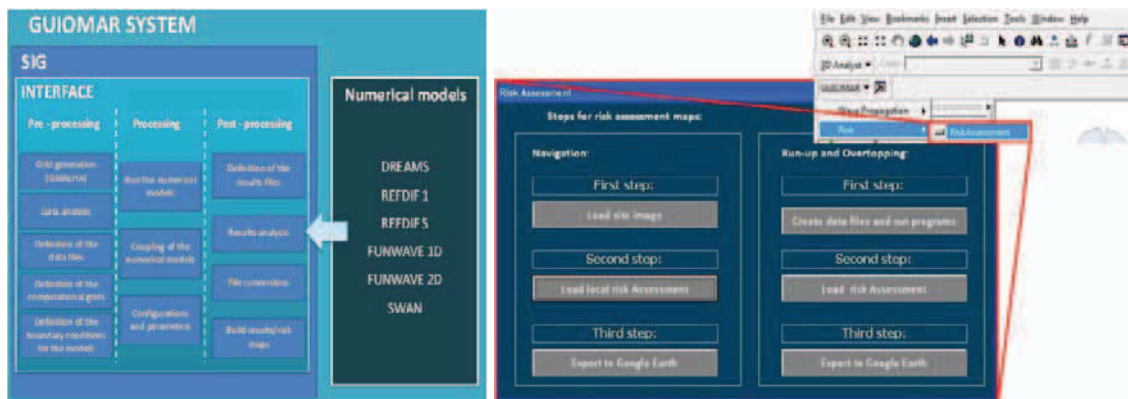 GUIOMAR SYSTEM
SIG
INTERFACE
Pre - processing
Grid generation
(GMALHA)
Data analysis
Definition of the
data files
Definition of the
computational grids
Definition of the
boundary conditions
for the models
Processing
Run the numerical
models
Coupling of the
numerical models
Configurations
and parameters
Post - processing
Definition of the
results files
Results analysis
File conversions
Build results/risk
maps
Numerical models
DREAMS
REFDIF 1
REFDIF S
FUNWAVE 1D
FUNWAVE 2D
SWAN
File Edit View Bookmarks Insert Selection Tools Window Help
3D Analyst
GUIOMAR
Wave Propagation
Risk
RiskAssessment
Risk Assessment
Steps for risk assessment maps:
Navigation:
First step:
Load site image
Second step:
Load local risk Assessment
Third step:
Export to Google Earth
Run-up and Overtopping:
First step:
Create data files and run programs
Second step:
Load risk Assessment
Third step:
Export to Google Earth